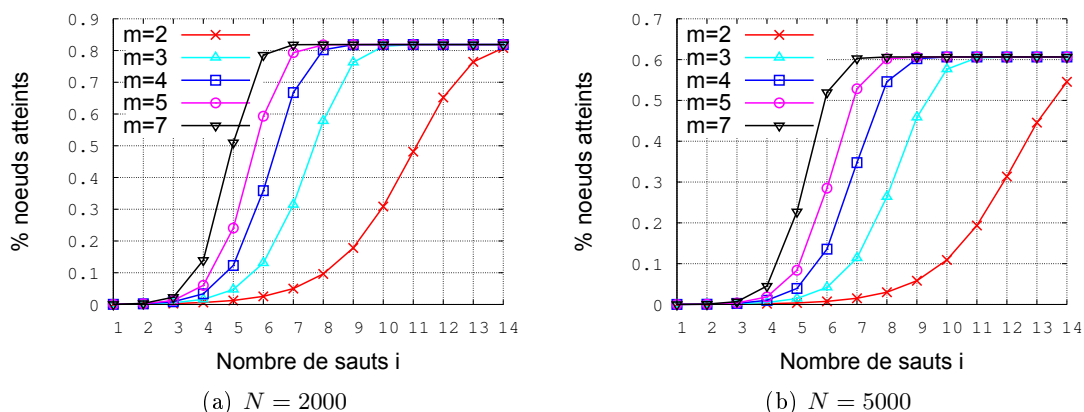 0.9
0.8
0.7
0.6
0.5
0.4
0.3
0.2
0.1
0
% noeuds atteints
m=2
m=3
m=4
m=5
m=7
1 2 3 4 5 6 7 8 9 10 11 12 13 14
Nombre de sauts i
(a) N = 2000
0.7
0.6
0.5
0.4
0.3
0.2
0.1
0
% noeuds atteints
m=2
m=3
m=4
m=5
m=7
1 2 3 4 5 6 7 8 9 10 11 12 13 14
Nombre de sauts i
(b) N = 5000